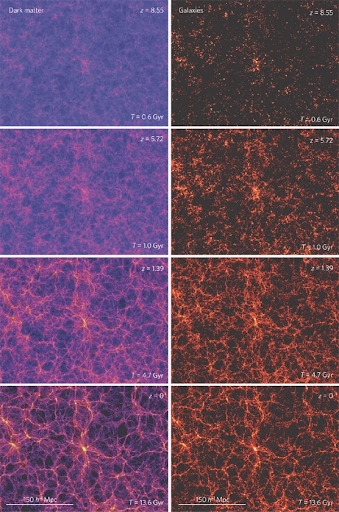 Dark matter
z = 8.55
T = 0.6 Gyr
Galaxies
z = 8.55
T = 0.6 Gyr
z = 5.72
T = 1.0 Gyr
z = 5.72
T = 1.0 Gyr
z = 1.39
T = 4.7 Gyr
z = 1.39
T = 4.7 Gyr
z = 0
150 h⁻¹ Mpc
T = 13.6 Gyr
z = 0
150 h⁻¹ Mpc
T = 13.6 Gyr